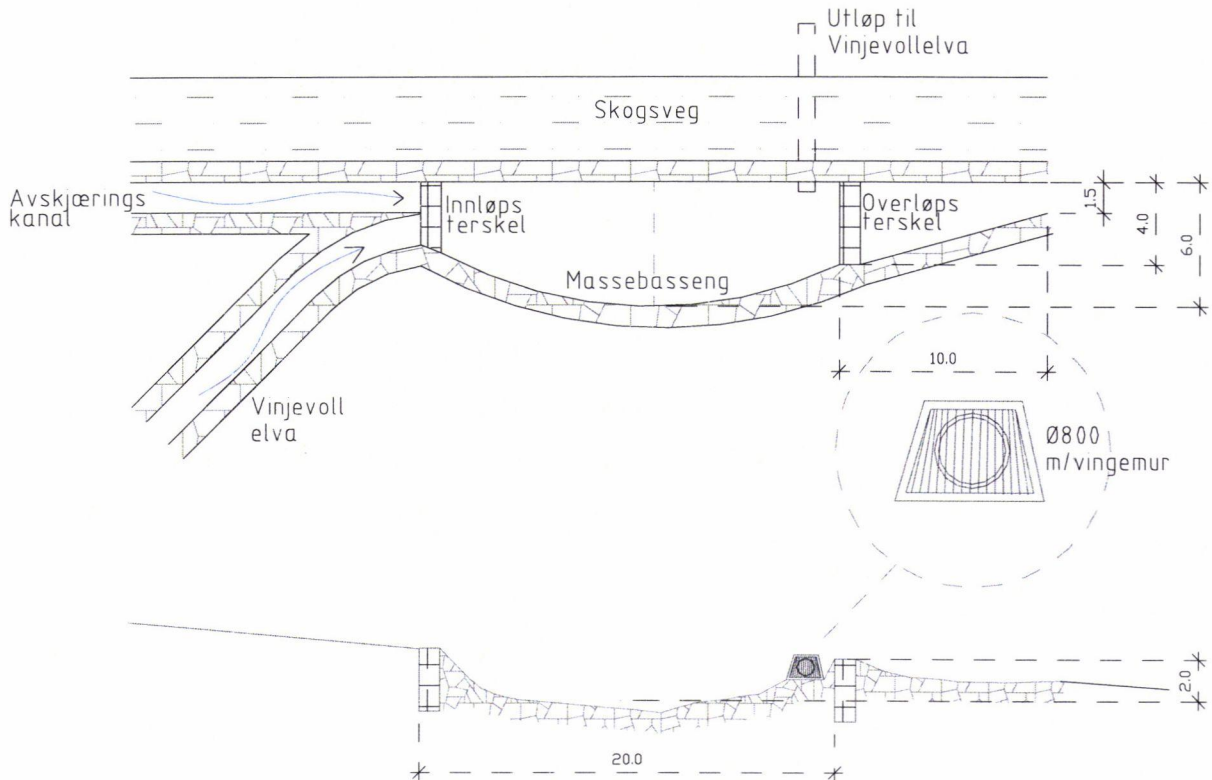 Utløp til
Vinjevollelva
Skogsveg
Avskjærings
kanal
Innløps
terskel
Overløps
terskel
1.5
4.0
6.0
Massebasseng
10.0
Vinjevoll
elva
Ø800
m/vingemur
2.0
20.0